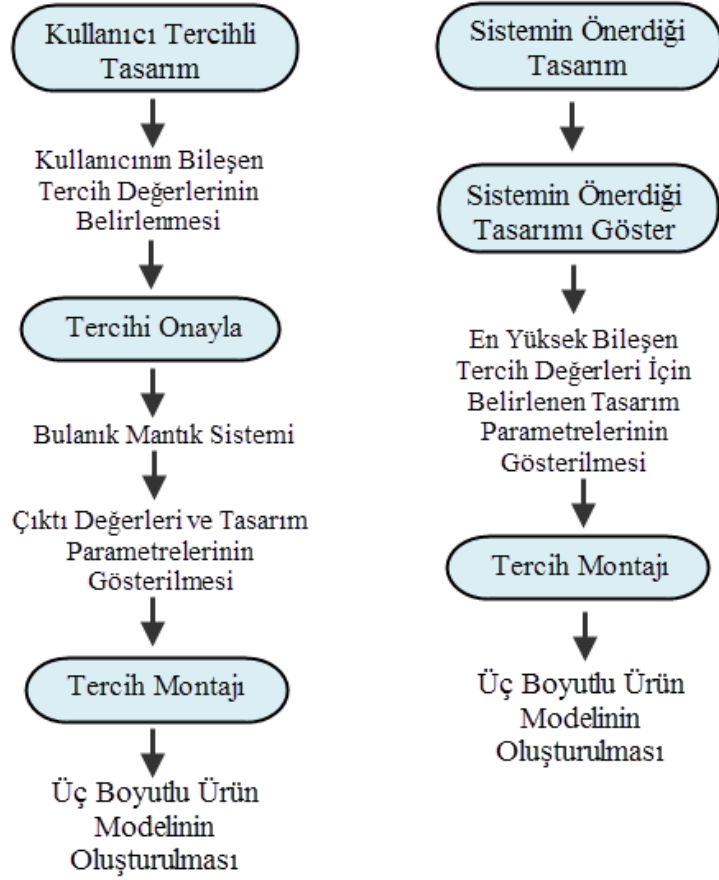 Kullanıcı Tercihli
Tasarım
Kullanıcının Bileşen
Tercih Değerlerinin
Belirlenmesi
Tercihi Onayla
Bulanık Mantık Sistemi
Çıktı Değerleri ve Tasarım
Parametrelerinin
Gösterilmesi
Tercih Montajı
Üç Boyutlu Ürün
Modelinin
Oluşturulması
Sistemin Önerdiği
Tasarım
Sistemin Önerdiği
Tasarımı Göster
En Yüksek Bileşen
Tercih Değerleri İçin
Belirlenen Tasarım
Parametrelerinin
Gösterilmesi
Tercih Montajı
Üç Boyutlu Ürün
Modelinin
Oluşturulması